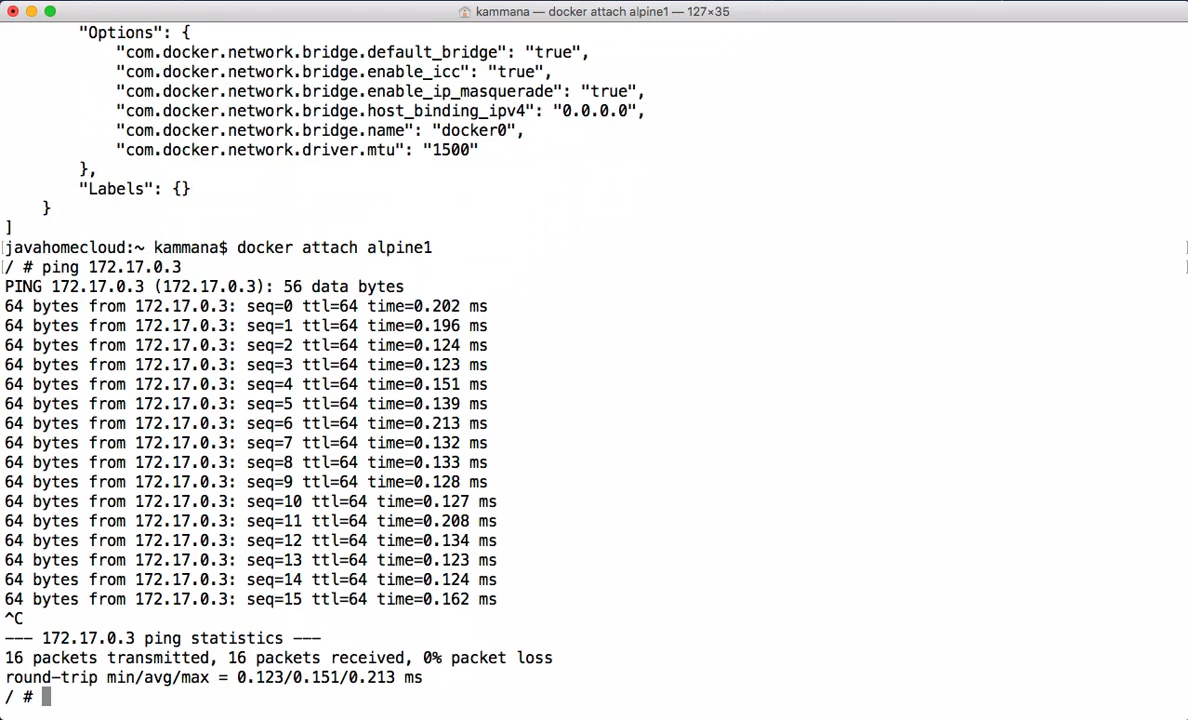 kammana — docker attach alpine1 — 127×35
"Options": {
"com.docker.network.bridge.default_bridge": "true",
"com.docker.network.bridge.enable_icc": "true",
"com.docker.network.bridge.enable_ip_masquerade": "true",
"com.docker.network.bridge.host_binding_ipv4": "0.0.0.0",
"com.docker.network.bridge.name": "docker0",
"com.docker.network.driver.mtu": "1500"
},
"Labels": {}
}
]
[javahomecloud:~ kammana$ docker attach alpine1 ]
[/ # ping 172.17.0.3 ]
PING 172.17.0.3 (172.17.0.3): 56 data bytes
64 bytes from 172.17.0.3: seq=0 ttl=64 time=0.202 ms
64 bytes from 172.17.0.3: seq=1 ttl=64 time=0.196 ms
64 bytes from 172.17.0.3: seq=2 ttl=64 time=0.124 ms
64 bytes from 172.17.0.3: seq=3 ttl=64 time=0.123 ms
64 bytes from 172.17.0.3: seq=4 ttl=64 time=0.151 ms
64 bytes from 172.17.0.3: seq=5 ttl=64 time=0.139 ms
64 bytes from 172.17.0.3: seq=6 ttl=64 time=0.213 ms
64 bytes from 172.17.0.3: seq=7 ttl=64 time=0.132 ms
64 bytes from 172.17.0.3: seq=8 ttl=64 time=0.133 ms
64 bytes from 172.17.0.3: seq=9 ttl=64 time=0.128 ms
64 bytes from 172.17.0.3: seq=10 ttl=64 time=0.127 ms
64 bytes from 172.17.0.3: seq=11 ttl=64 time=0.208 ms
64 bytes from 172.17.0.3: seq=12 ttl=64 time=0.134 ms
64 bytes from 172.17.0.3: seq=13 ttl=64 time=0.123 ms
64 bytes from 172.17.0.3: seq=14 ttl=64 time=0.124 ms
64 bytes from 172.17.0.3: seq=15 ttl=64 time=0.162 ms
^C
--- 172.17.0.3 ping statistics ---
16 packets transmitted, 16 packets received, 0% packet loss
round-trip min/avg/max = 0.123/0.151/0.213 ms
/ #